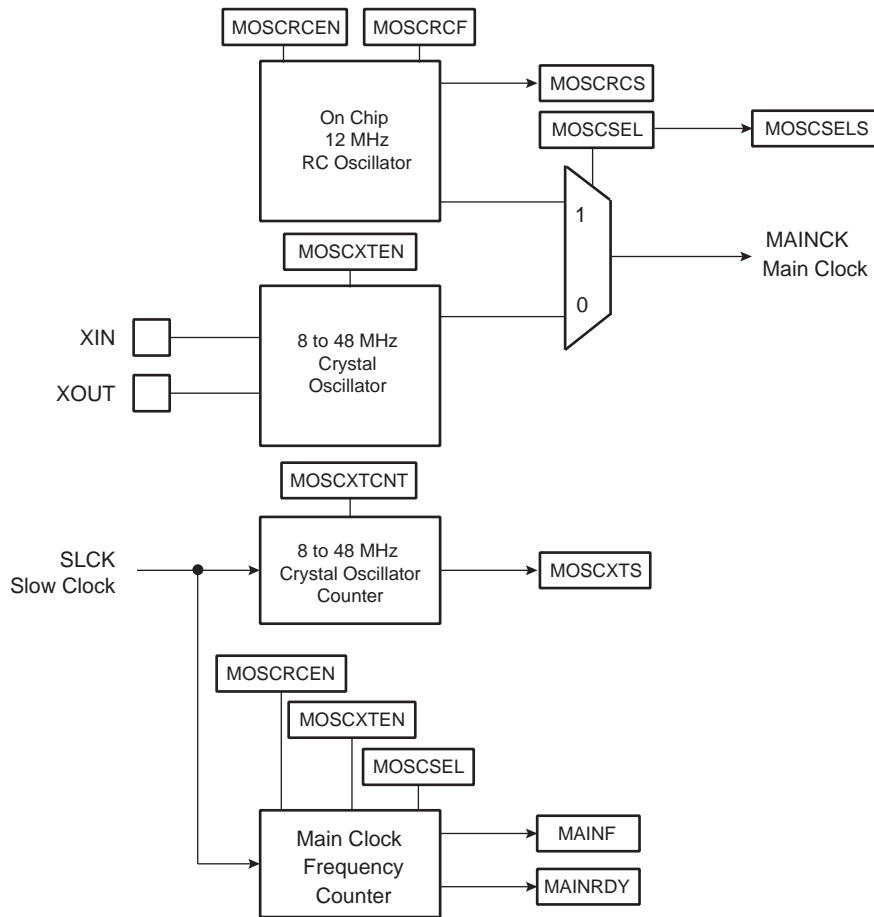 MOSCRCEN
MOSCRCF
On Chip
12 MHz
RC Oscillator
MOSCRCS
MOSCSEL
MOSCSELS
1
0
MAINCK
Main Clock
MOSCXTEN
XIN
XOUT
8 to 48 MHz
Crystal
Oscillator
MOSCXTCNT
SLCK
Slow Clock
8 to 48 MHz
Crystal Oscillator
Counter
MOSCXTS
MOSCRCEN
MOSCXTEN
MOSCSEL
Main Clock
Frequency
Counter
MAINF
MAINRDY